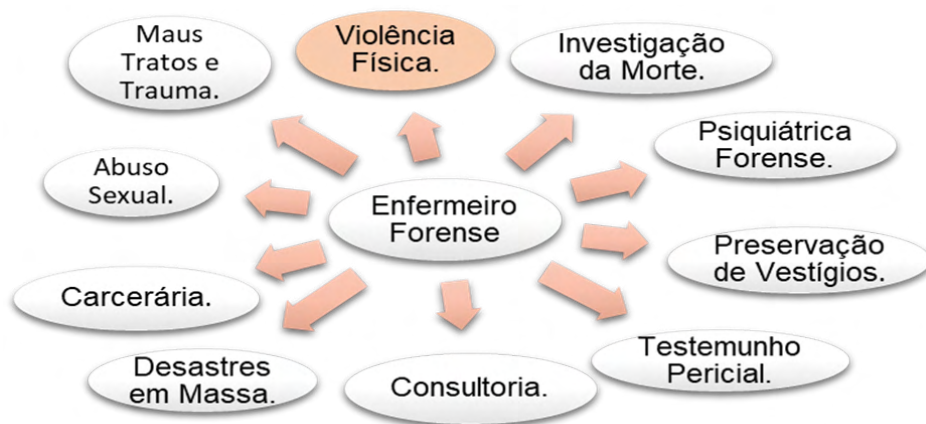 Maus
Tratos e
Trauma.
Violência
Física.
Investigação
da Morte.
Psiquiátrica
Forense.
Abuso
Sexual.
Enfermeiro
Forense
Preservação
de Vestígios.
Carcerária.
Testemunho
Pericial.
Desastres
em Massa.
Consultoria.